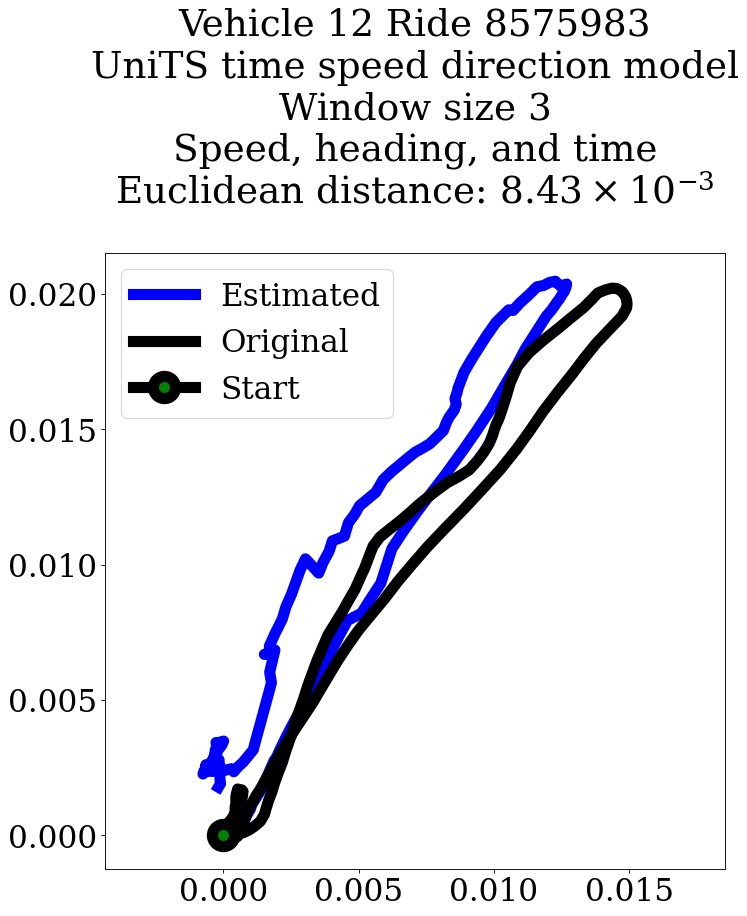 Vehicle 12 Ride 8575983
UniTS time speed direction model
Window size 3
Speed, heading, and time
Euclidean distance: 8.43 × 10⁻³
Estimated
Original
Start
0.020
0.015
0.010
0.005
0.000
0.000 0.005 0.010 0.015